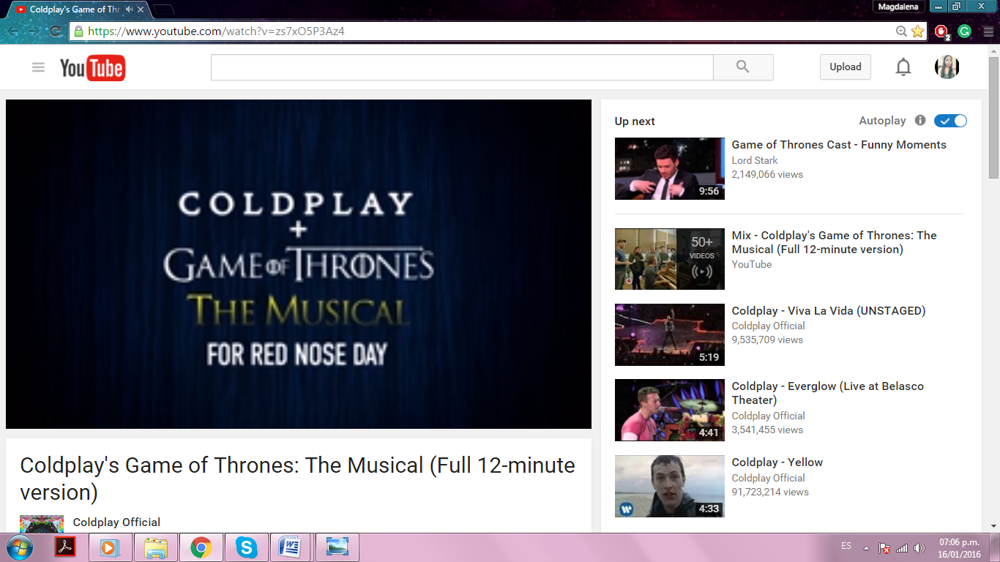 Coldplay's Game of Thr
Magdalena
https://www.youtube.com/watch?v=zs7xO5P3Az4
2
YouTube
Upload
COLDPLAY
+
GAME OF THRONES
THE MUSICAL
FOR RED NOSE DAY
Coldplay's Game of Thrones: The Musical (Full 12-minute
version)
Coldplay Official
Up next
Autoplay
Game of Thrones Cast - Funny Moments
Lord Stark
2,149,066 views
9:56
Mix - Coldplay's Game of Thrones: The
Musical (Full 12-minute version)
YouTube
50+
VIDEOS
Coldplay - Viva La Vida (UNSTAGED)
Coldplay Official
9,535,709 views
5:19
Coldplay - Everglow (Live at Belasco
Theater)
Coldplay Official
3,541,455 views
4:41
Coldplay - Yellow
Coldplay Official
91,723,214 views
4:33
ES
07:06 p.m.
16/01/2016